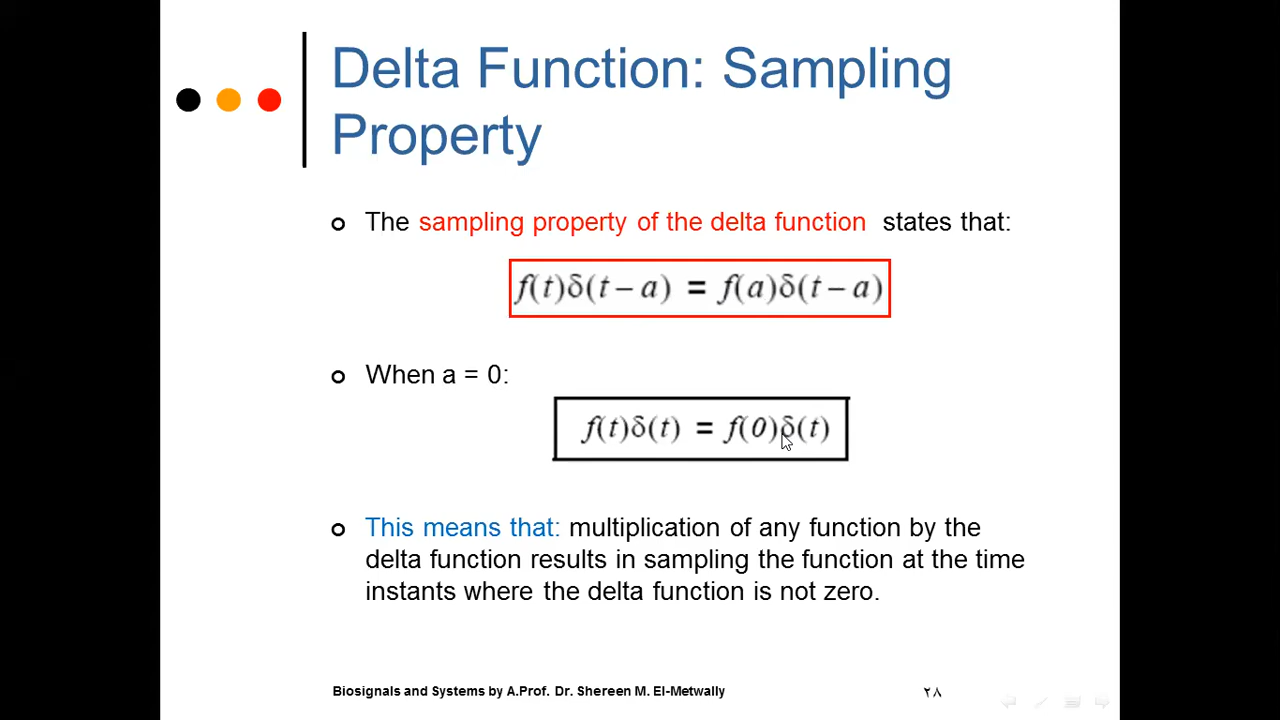 Delta Function: Sampling
Property
The sampling property of the delta function states that:
f(t)δ(t – a) = f(a)δ(t – a)
When a = 0:
f(t)δ(t) = f(0)δ(t)
This means that: multiplication of any function by the
delta function results in sampling the function at the time
instants where the delta function is not zero.
Biosignals and Systems by A.Prof. Dr. Shereen M. El-Metwally
٢٨